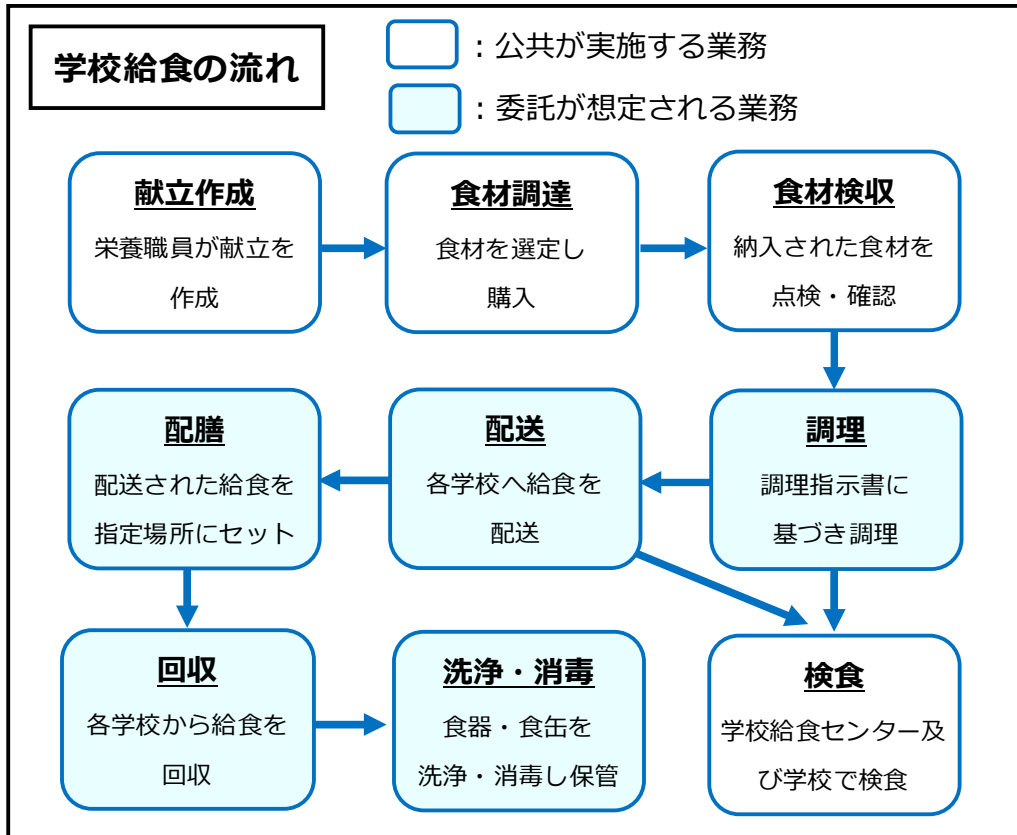 学校給食の流れ
：公共が実施する業務
：委託が想定される業務
献立作成
栄養職員が献立を
作成
食材調達
食材を選定し
購入
食材検収
納入された食材を
点検・確認
調理
調理指示書に
基づき調理
配送
各学校へ給食を
配送
配膳
配送された給食を
指定場所にセット
回収
各学校から給食を
回収
洗浄・消毒
食器・食缶を
洗浄・消毒し保管
検食
学校給食センター及
び学校で検食